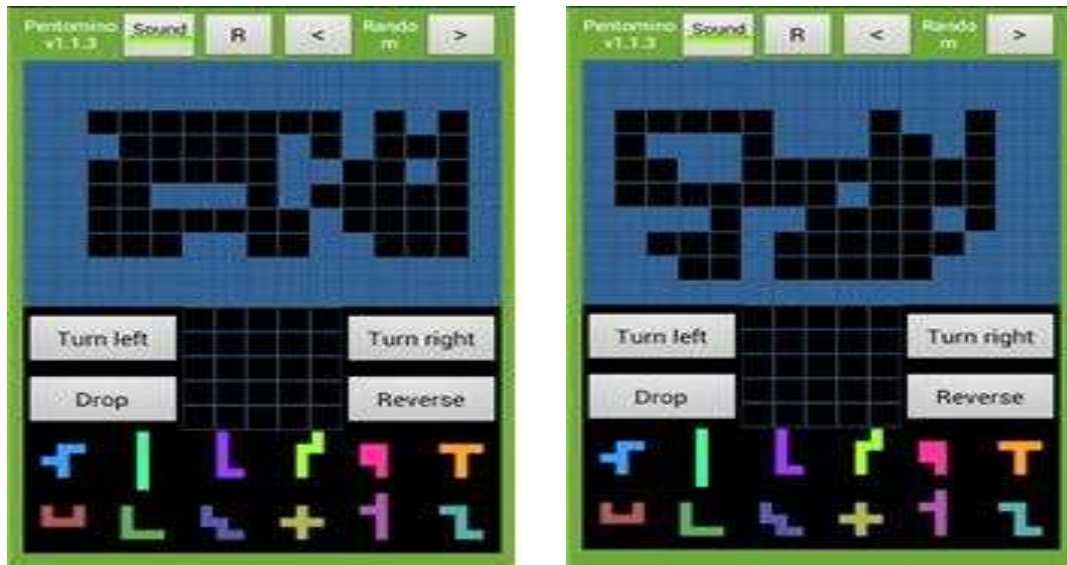 Pentomino Sound R < Rando >
v1.1.3 m
Turn left Turn right
Drop Reverse
Pentomino Sound R < Rando >
v1.1.3 m
Turn left Turn right
Drop Reverse